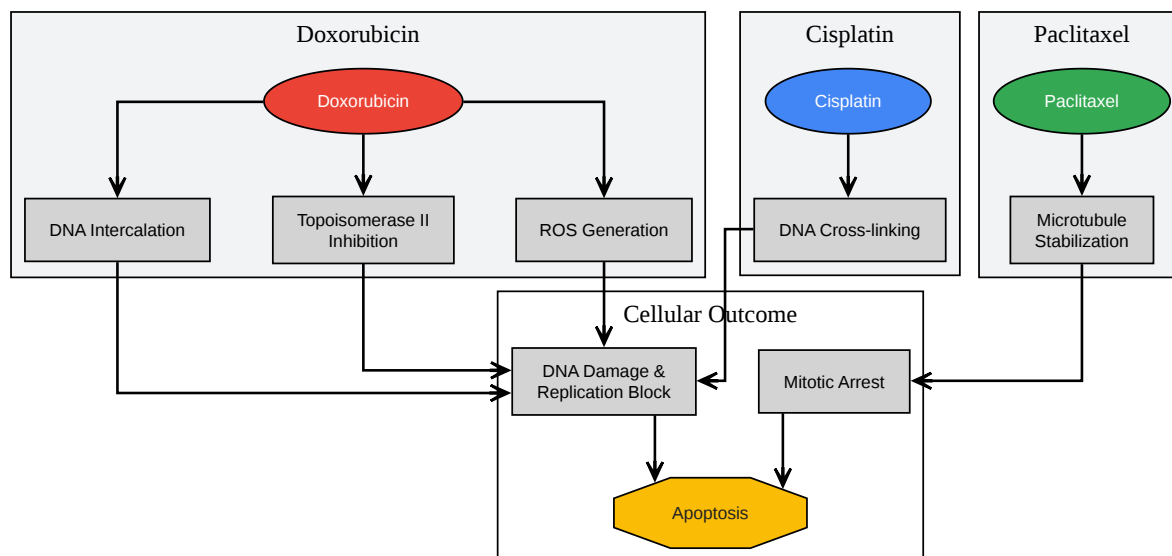 Doxorubicin
Cisplatin
Paclitaxel
Doxorubicin
Cisplatin
Paclitaxel
DNA Intercalation
Topoisomerase II
Inhibition
ROS Generation
DNA Cross-linking
Microtubule
Stabilization
Cellular Outcome
DNA Damage &
Replication Block
Mitotic Arrest
Apoptosis